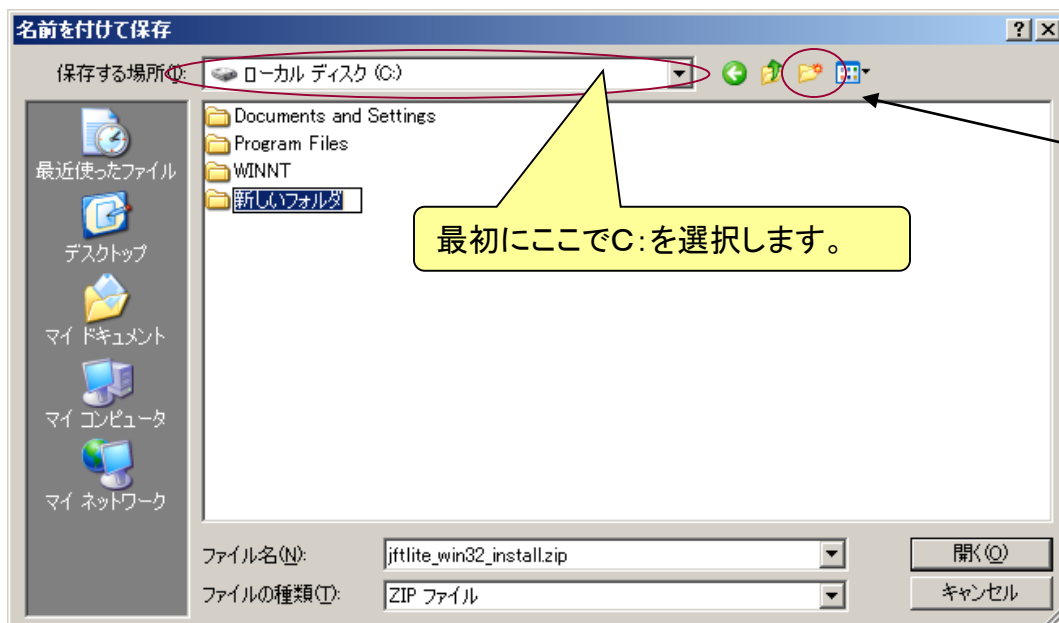 名前を付けて保存
保存する場所(I):
ローカル ディスク (C:)
Documents and Settings
Program Files
WINNT
新しいフォルダ
最近使ったファイル
デスクトップ
マイ ドキュメント
マイ コンピュータ
マイ ネットワーク
最初にここでC:を選択します。
ファイル名(N):
jftlite_win32_install.zip
開く(O)
ファイルの種類(T):
ZIP ファイル
キャンセル